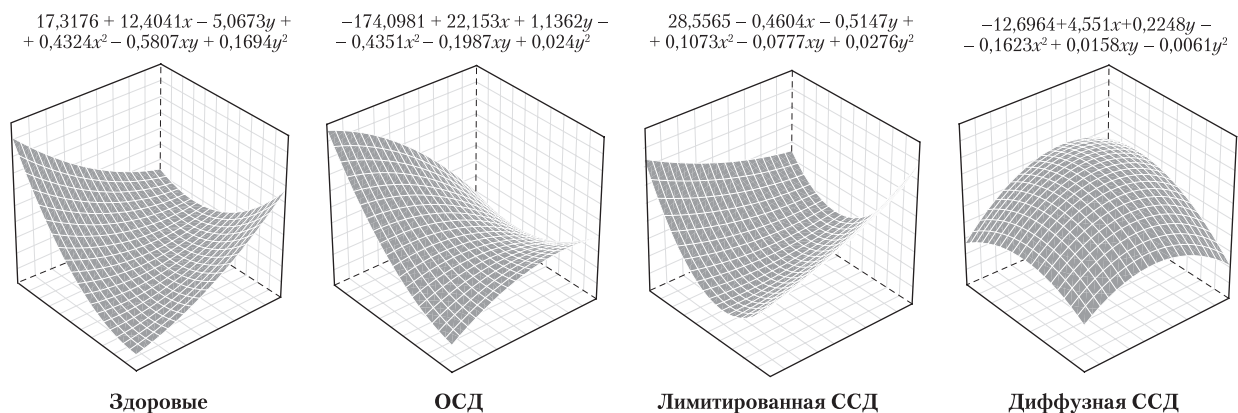 17,3176 + 12,4041x – 5,0673y +
+ 0,4324x² – 0,5807xy + 0,1694y²
–174,0981 + 22,153x + 1,1362y –
– 0,4351x² – 0,1987xy + 0,024y²
28,5565 – 0,4604x – 0,5147y +
+ 0,1073x² – 0,0777xy + 0,0276y²
–12,6964+4,551x+0,2248y –
– 0,1623x² + 0,0158xy – 0,0061y²
Здоровые
ОСД
Лимитированная ССД
Диффузная ССД